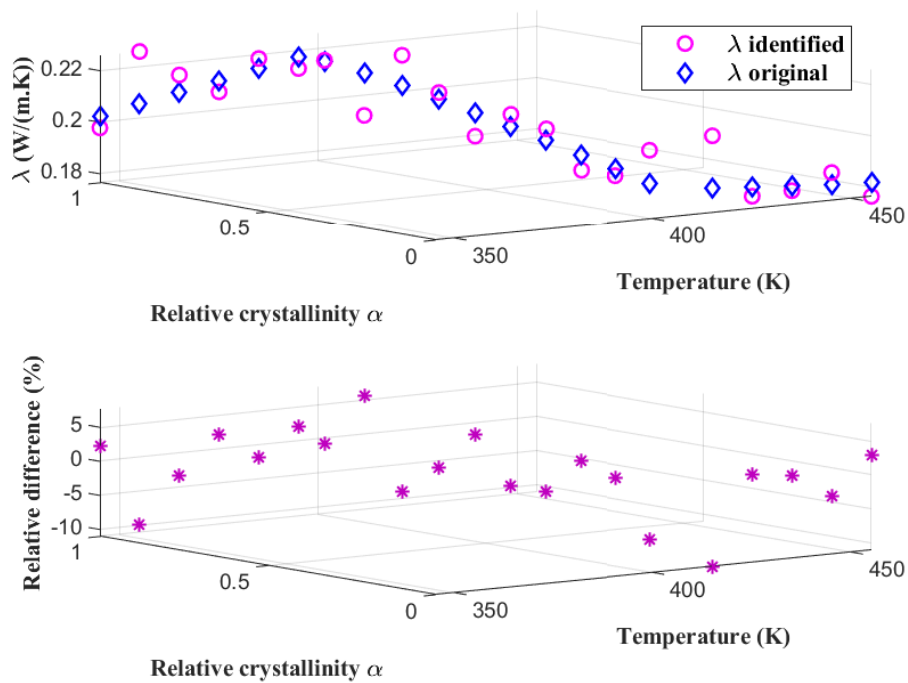 λ identified
λ original
λ (W/(m.K))
0.22
0.2
0.18
1
0.5
0
350
400
450
Temperature (K)
Relative crystallinity α
Relative difference (%)
5
0
-5
-10
1
0.5
0
350
400
450
Temperature (K)
Relative crystallinity α